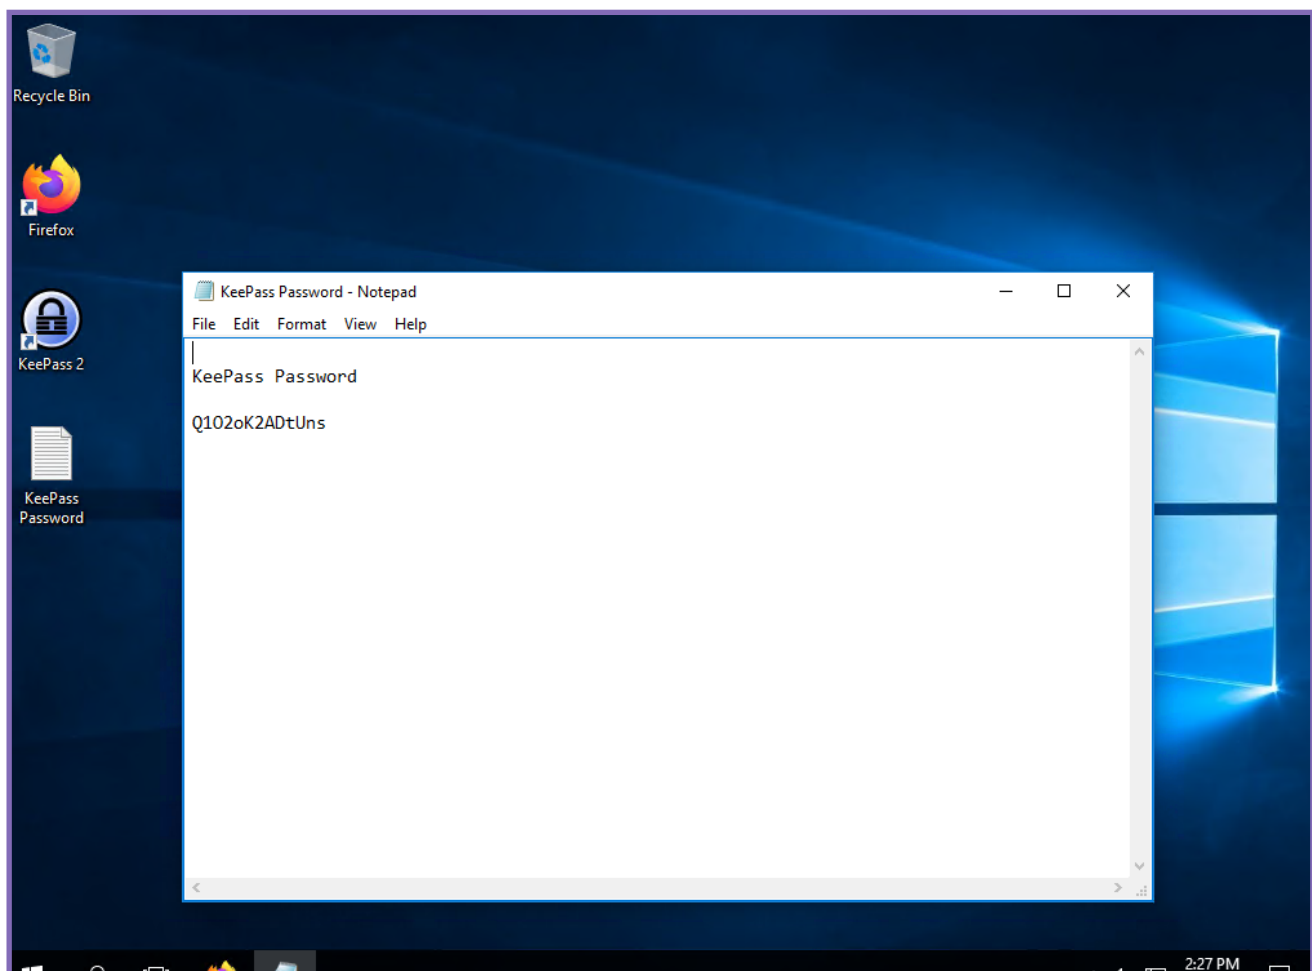 Recycle Bin
Firefox
KeePass 2
KeePass
Password
KeePass Password - Notepad
File Edit Format View Help
KeePass Password
Q102oK2ADtUns
2:27 PM